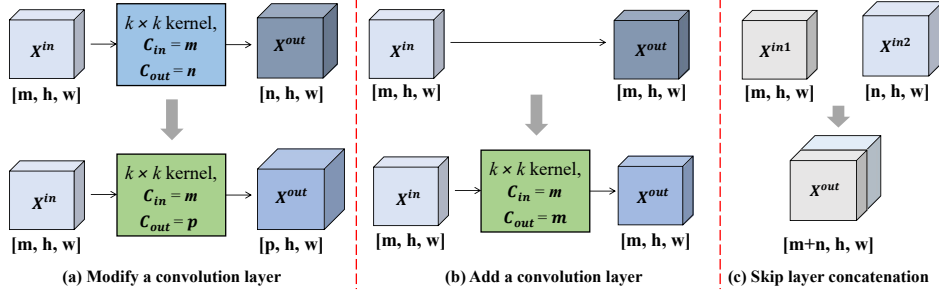 X^in
k × k kernel,
C_in = m
C_out = n
X^out
[m, h, w]
[n, h, w]
X^in
k × k kernel,
C_in = m
C_out = p
X^out
[m, h, w]
[p, h, w]
(a) Modify a convolution layer
X^in
X^out
[m, h, w]
[m, h, w]
X^in
k × k kernel,
C_in = m
C_out = m
X^out
[m, h, w]
[m, h, w]
(b) Add a convolution layer
X^in1
X^in2
[m, h, w]
[n, h, w]
X^out
[m+n, h, w]
(c) Skip layer concatenation